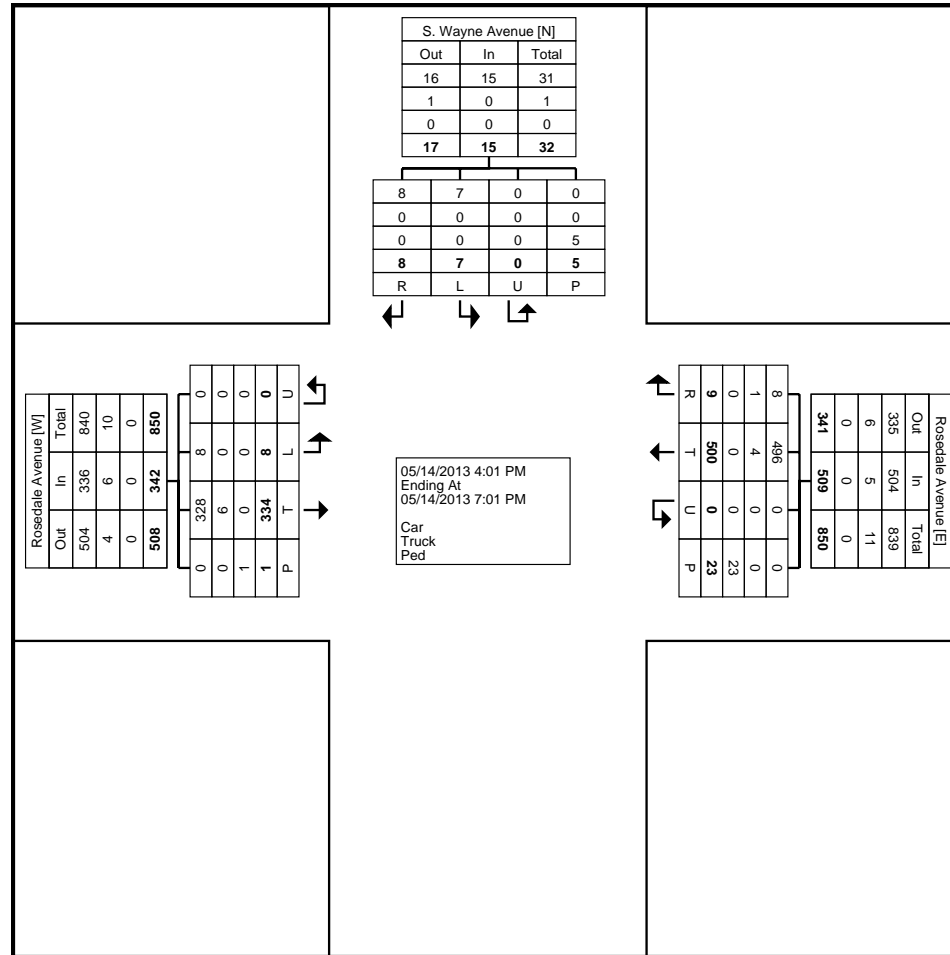 S. Wayne Avenue [N]
Out In Total
16 15 31
1 0 1
0 0 0
17 15 32
8 7 0 0
0 0 0 0
0 0 0 5
8 7 0 5
R L U P
Rosedale Avenue [W]
Out In Total
504 336 840
4 6 10
0 0 0
508 342 850
0 328 8 0
0 6 0 0
1 0 0 0
1 334 8 0
P T L U
05/14/2013 4:01 PM
Ending At
05/14/2013 7:01 PM
Car
Truck
Ped
Rosedale Avenue [E]
Out In Total
335 504 839
6 5 11
0 0 0
341 509 850
8 496 0 0
1 4 0 0
0 0 0 23
9 500 0 23
R T U P